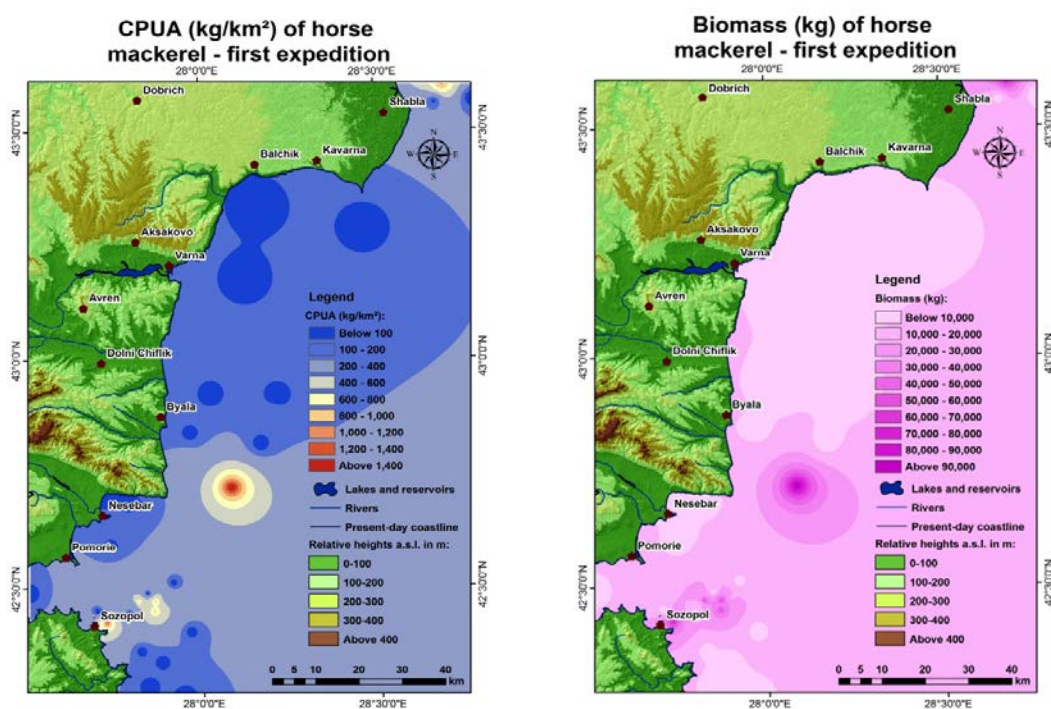 CPUA (kg/km²) of horse
mackerel - first expedition
28°0'0"E
28°30'0"E
Dobrich
Shabla
43°30'0"N
43°30'0"N
N
W
E
S
Balchik
Kavarna
Aksakovo
Varna
Avren
Legend
CPUA (kg/km²):
Below 100
100 - 200
200 - 400
400 - 600
600 - 800
800 - 1,000
1,000 - 1,200
1,200 - 1,400
Above 1,400
Dolni Chiflik
43°0'0"N
43°0'0"N
Byala
Lakes and reservoirs
Rivers
Present-day coastline
Relative heights a.s.l. in m:
0-100
100-200
200-300
300-400
Above 400
Nesebar
Pomorie
42°30'0"N
42°30'0"N
Sozopol
0 5 10 20 30 40
km
28°0'0"E
28°30'0"E
Biomass (kg) of horse
mackerel - first expedition
28°0'0"E
28°30'0"E
Dobrich
Shabla
43°30'0"N
43°30'0"N
N
W
E
S
Balchik
Kavarna
Aksakovo
Varna
Avren
Legend
Biomass (kg):
Below 10,000
10,000 - 20,000
20,000 - 30,000
30,000 - 40,000
40,000 - 50,000
50,000 - 60,000
60,000 - 70,000
70,000 - 80,000
80,000 - 90,000
Above 90,000
Dolni Chiflik
43°0'0"N
43°0'0"N
Byala
Lakes and reservoirs
Rivers
Present-day coastline
Relative heights a.s.l. in m:
0-100
100-200
200-300
300-400
Above 400
Nesebar
Pomorie
42°30'0"N
42°30'0"N
Sozopol
0 5 10 20 30 40
km
28°0'0"E
28°30'0"E